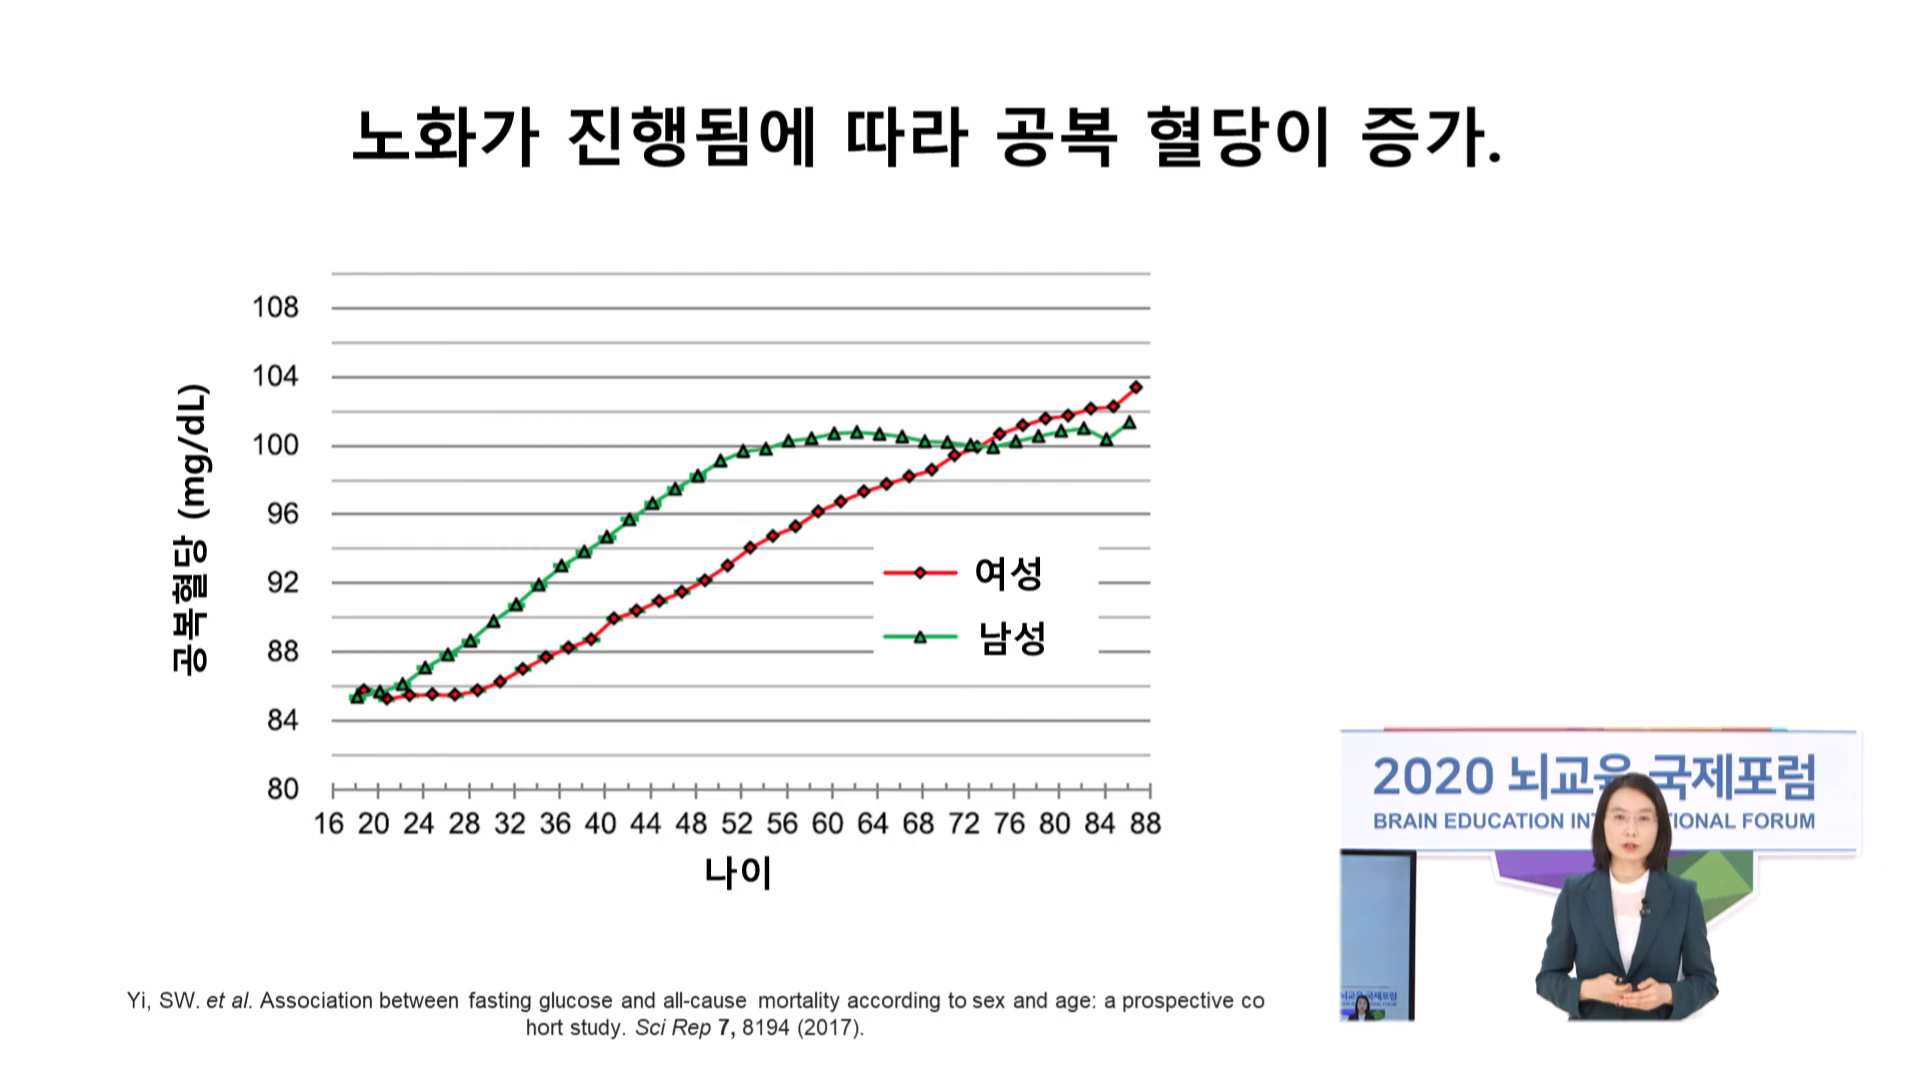 노화가 진행됨에 따라 공복 혈당이 증가.
공복혈당 (mg/dL)
108
104
100
96
92
88
84
80
여성
남성
16 20 24 28 32 36 40 44 48 52 56 60 64 68 72 76 80 84 88
나이
Yi, SW. et al. Association between fasting glucose and all-cause mortality according to sex and age: a prospective co
hort study. Sci Rep 7, 8194 (2017).
2020 뇌교육 국제포럼
BRAIN EDUCATION INT TIONAL FORUM